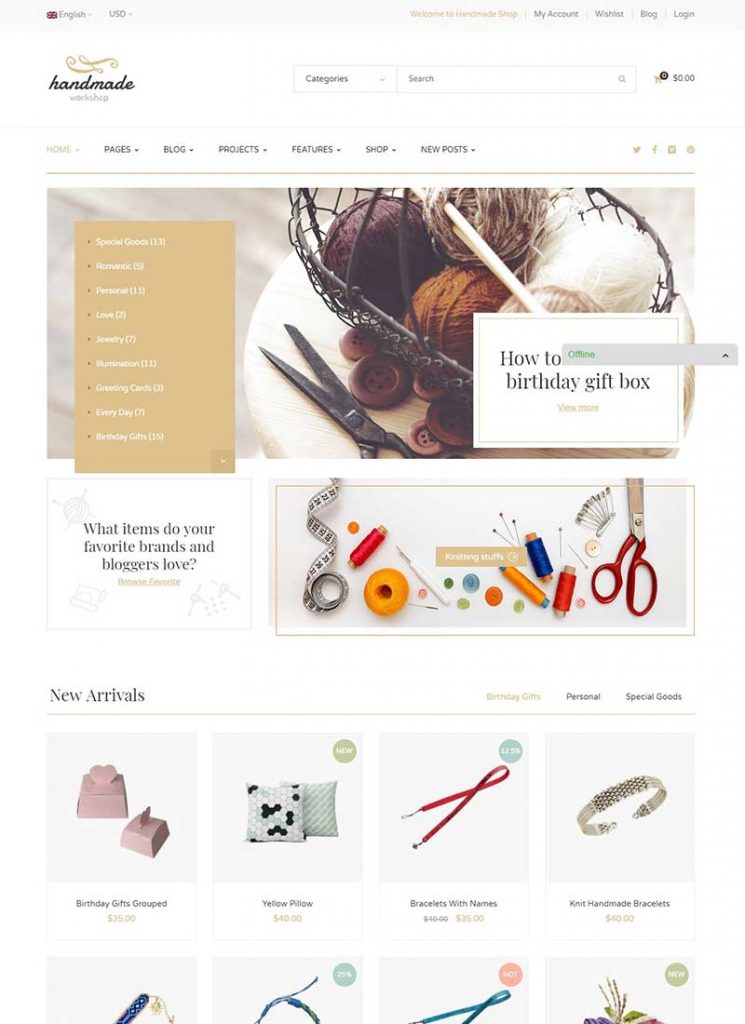 English
USD
Welcome to Handmade Shop
My Account
Wishlist
Blog
Login
handmade
workshop
Categories
Search
0
$0.00
HOME
PAGES
BLOG
PROJECTS
FEATURES
SHOP
NEW POSTS
Special Goods (13)
Romantic (5)
Personal (11)
Love (2)
Jewelry (7)
Illumination (11)
Greeting Cards (3)
Every Day (7)
Birthday Gifts (15)
How to
Offline
birthday gift box
View more
What items do your
favorite brands and
bloggers love?
Browse Favorite
Kinitting stuffs
New Arrivals
Birthday Gifts
Personal
Special Goods
NEW
12.5%
Birthday Gifts Grouped
$35.00
Yellow Pillow
$40.00
Bracelets With Names
$40.00 $35.00
Knit Handmade Bracelets
$40.00
25%
HOT
NEW